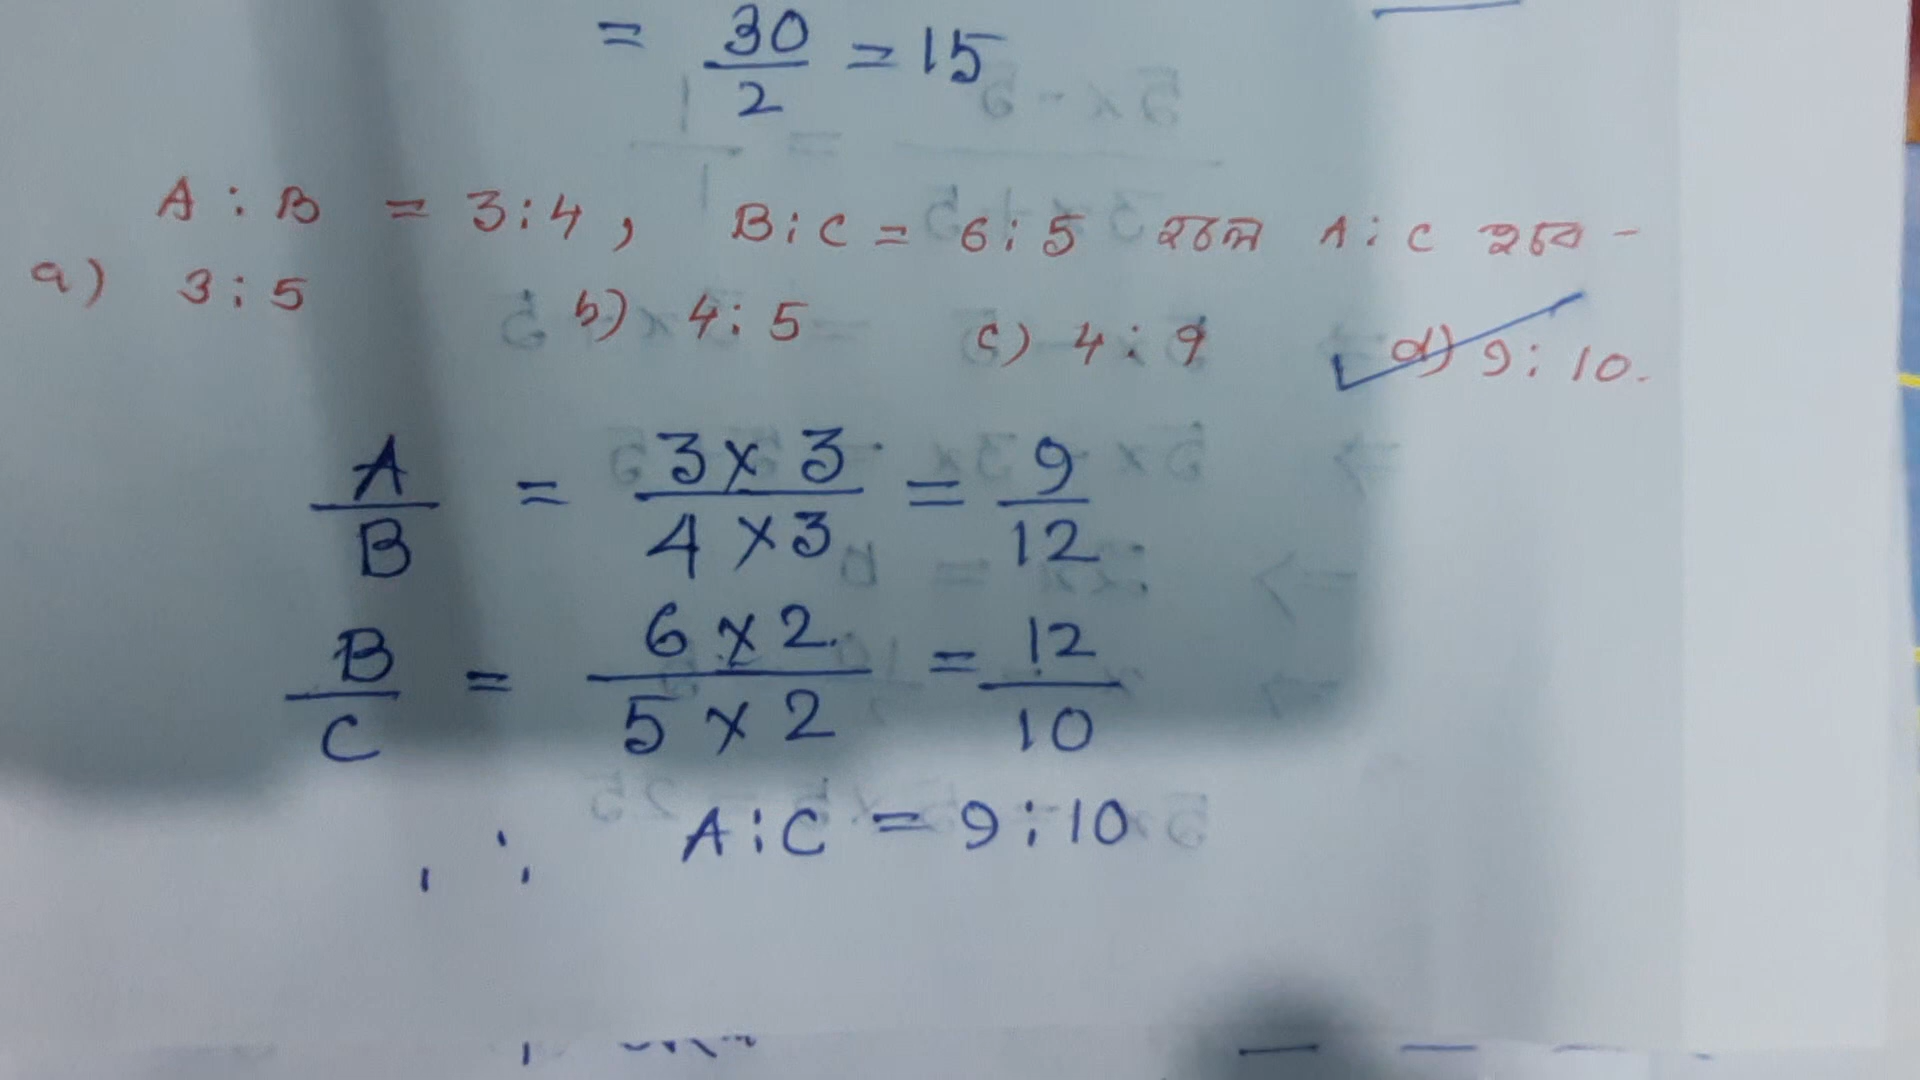 = 30/2 = 15
A : B = 3:4, B:C = 6:5 হলে A:C হবে -
a) 3:5 b) 4:5 c) 4:9 d) 9:10.
A/B = 3×3/4×3 = 9/12
B/C = 6×2/5×2 = 12/10
∴ A:C = 9:10